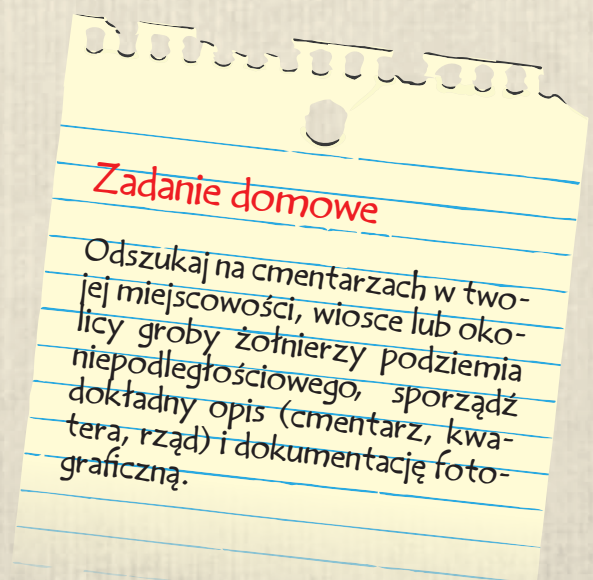 Zadanie domowe
Odszukaj na cmentarzach w two-
jej miejscowości, wiosce lub oko-
licy groby żołnierzy podziemia
niepodległościowego, sporządź
dokładny opis (cmentarz, kwa-
tera, rząd) i dokumentację foto-
graficzną.